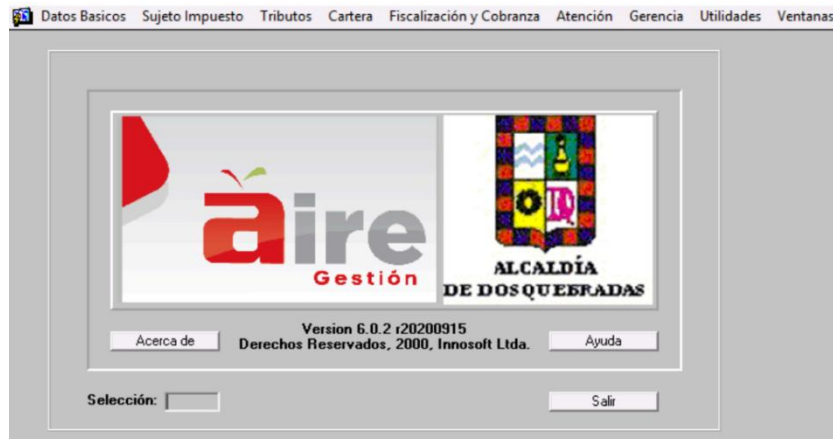 Datos Basicos Sujeto Impuesto Tributos Cartera Fiscalización y Cobranza Atención Gerencia Utilidades Ventanas
aire
Gestión
ALCALDÍA
DE DOSQUEBRADAS
Acerca de
Version 6.0.2 r20200915
Derechos Reservados, 2000, Innosoft Ltda.
Ayuda
Selección:
Salir